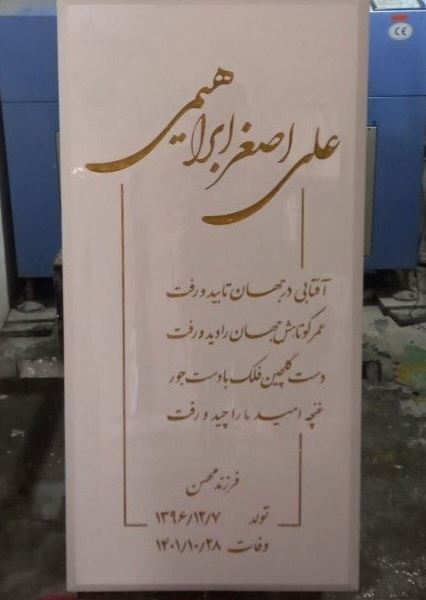 علی اصغر ابراهیمی
آفتابی در جهان تابید و رفت
عمر کوتاهش جهان را دید و رفت
دست گلچین فلک با دست جور
غنچه امید ما را چید و رفت
فرزند محسن
تولد ۱۳۹۶/۱۲/۷
وفات ۱۴۰۱/۱۰/۲۸
CE